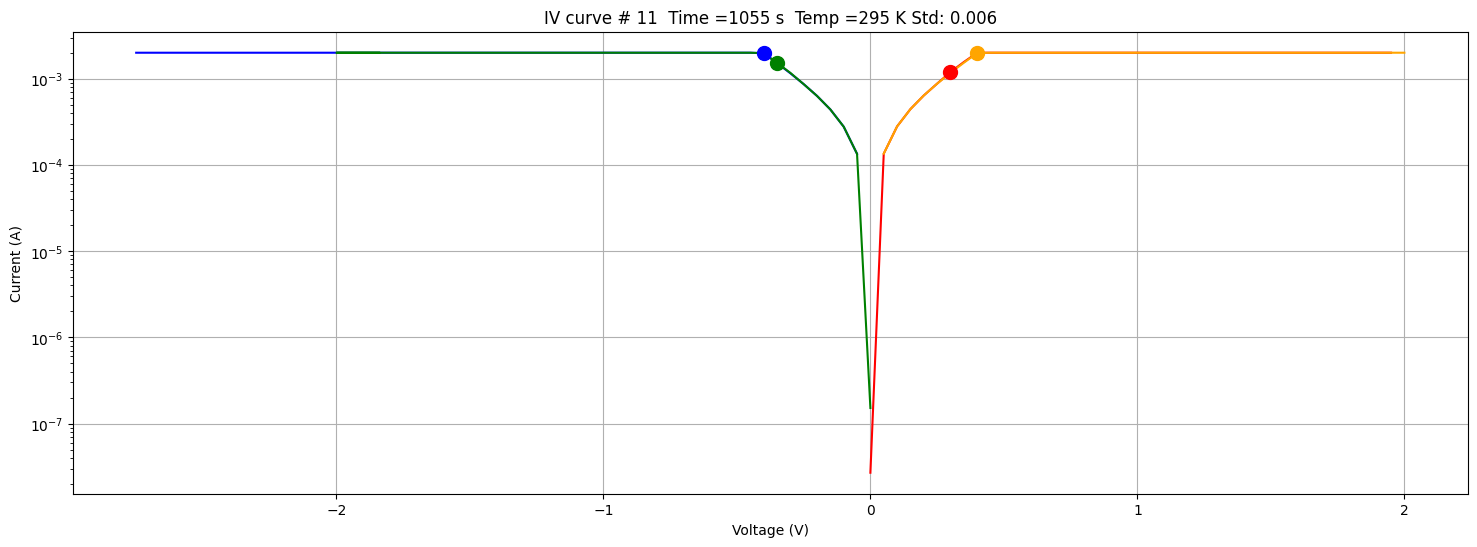 IV curve # 11  Time =1055 s  Temp =295 K Std: 0.006
Current (A)
10⁻³
10⁻⁴
10⁻⁵
10⁻⁶
10⁻⁷
−2 −1 0 1 2
Voltage (V)